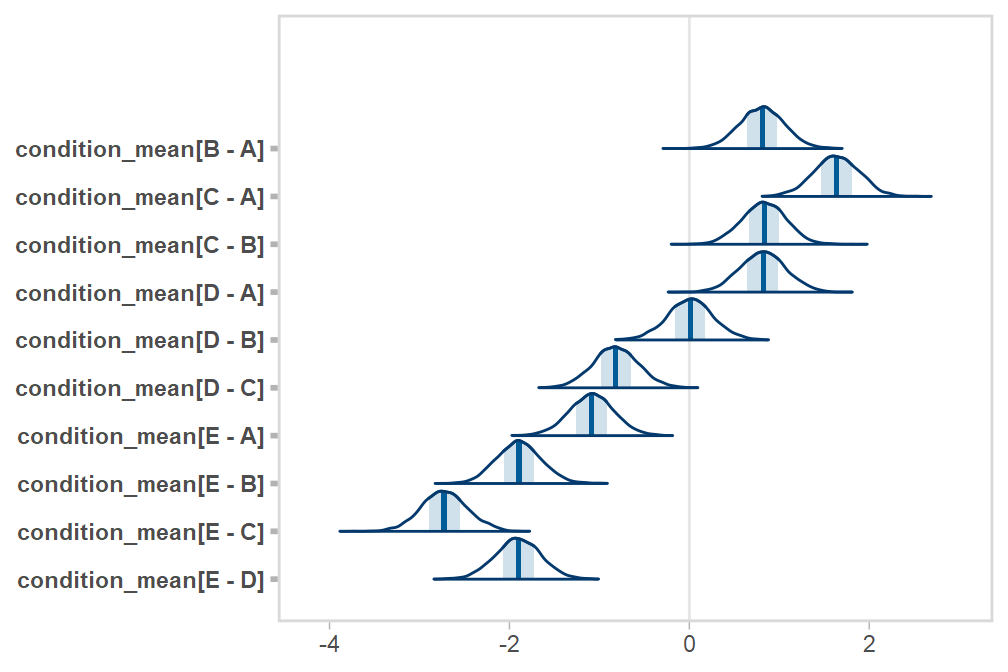 condition_mean[B - A]
condition_mean[C - A]
condition_mean[C - B]
condition_mean[D - A]
condition_mean[D - B]
condition_mean[D - C]
condition_mean[E - A]
condition_mean[E - B]
condition_mean[E - C]
condition_mean[E - D]
-4 -2 0 2